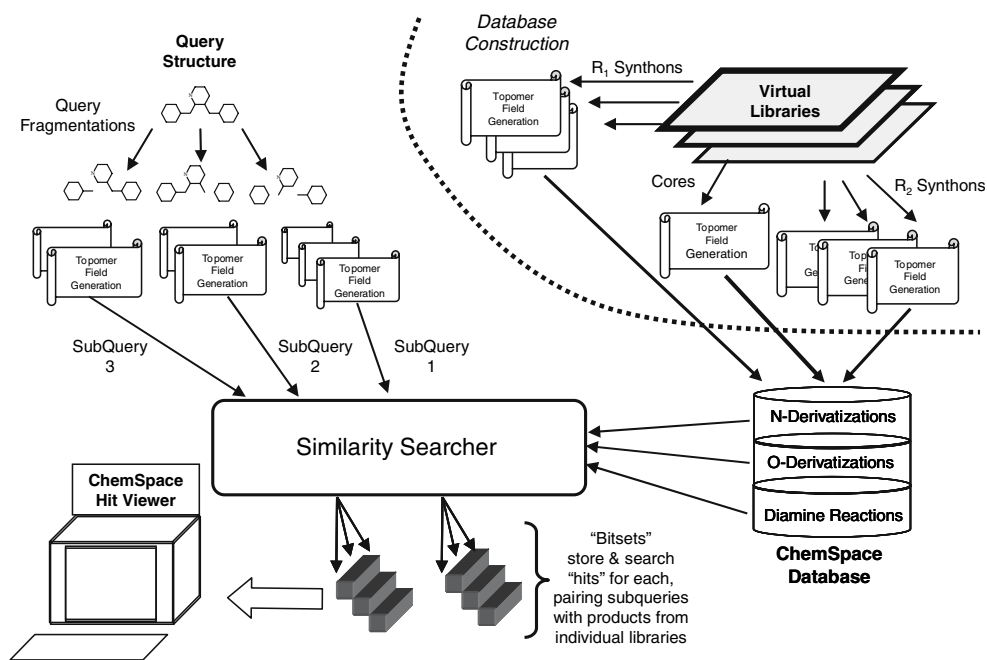 Query
Structure
Query
Fragmentations
N
N
N
N
Topomer
Field
Generation
Topomer
Field
Generation
Topomer
Field
Generation
SubQuery
3
SubQuery
2
SubQuery
1
Database
Construction
R1 Synthons
Topomer
Field
Generation
Virtual
Libraries
Cores
R2 Synthons
Topomer
Field
Generation
Topomer
Field
Generation
Similarity Searcher
N-Derivatizations
O-Derivatizations
Diamine Reactions
ChemSpace
Database
ChemSpace
Hit Viewer
“Bitsets”
store & search
“hits” for each,
pairing subqueries
with products from
individual libraries